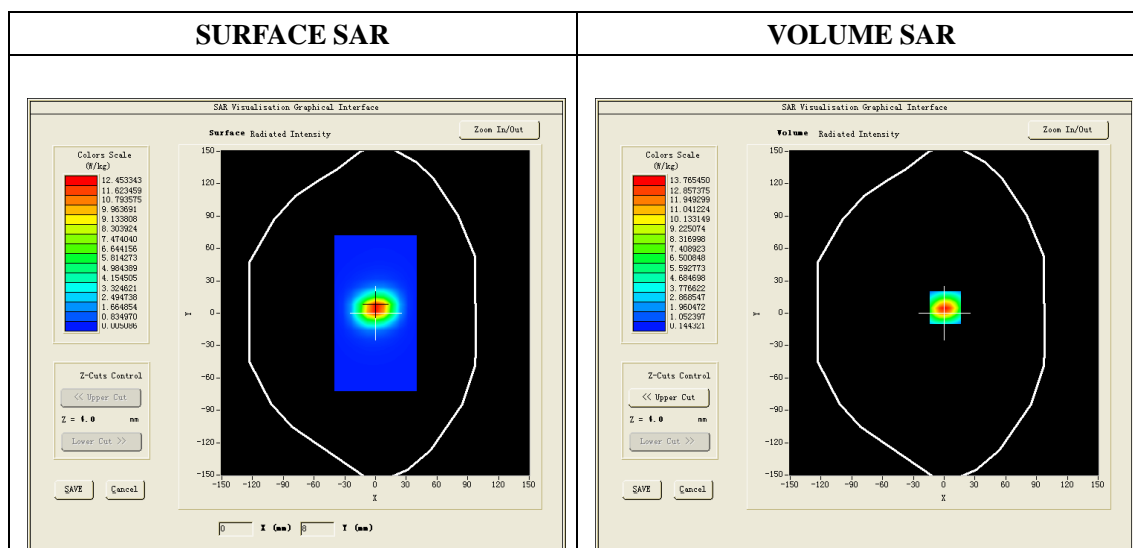 SURFACE SAR
VOLUME SAR
SAR Visualisation Graphical Interface
Surface Radiated Intensity
Zoom In/Out
Colors Scale
(W/kg)
12.453343
11.623459
10.793575
9.963691
9.133808
8.303924
7.474040
6.644156
5.814273
4.984389
4.154505
3.324621
2.494738
1.664854
0.834970
0.005086
150
120
90
60
30
0
-30
-60
-90
-120
-150
Y
-150 -120 -90 -60 -30 0 30 60 90 120 150
X
Z-Cuts Control
<< Upper Cut
Z = 4.0 mm
Lower Cut >>
SAVE Cancel
0 X (mm) 8 Y (mm)
SAR Visualisation Graphical Interface
Volume Radiated Intensity
Zoom In/Out
Colors Scale
(W/kg)
13.765450
12.857375
11.949299
11.041224
10.133149
9.225074
8.316998
7.408923
6.500848
5.592773
4.684698
3.776622
2.868547
1.960472
1.052397
0.144321
150
120
90
60
30
0
-30
-60
-90
-120
-150
Y
-150 -120 -90 -60 -30 0 30 60 90 120 150
X
Z-Cuts Control
<< Upper Cut
Z = 4.0 mm
Lower Cut >>
SAVE Cancel